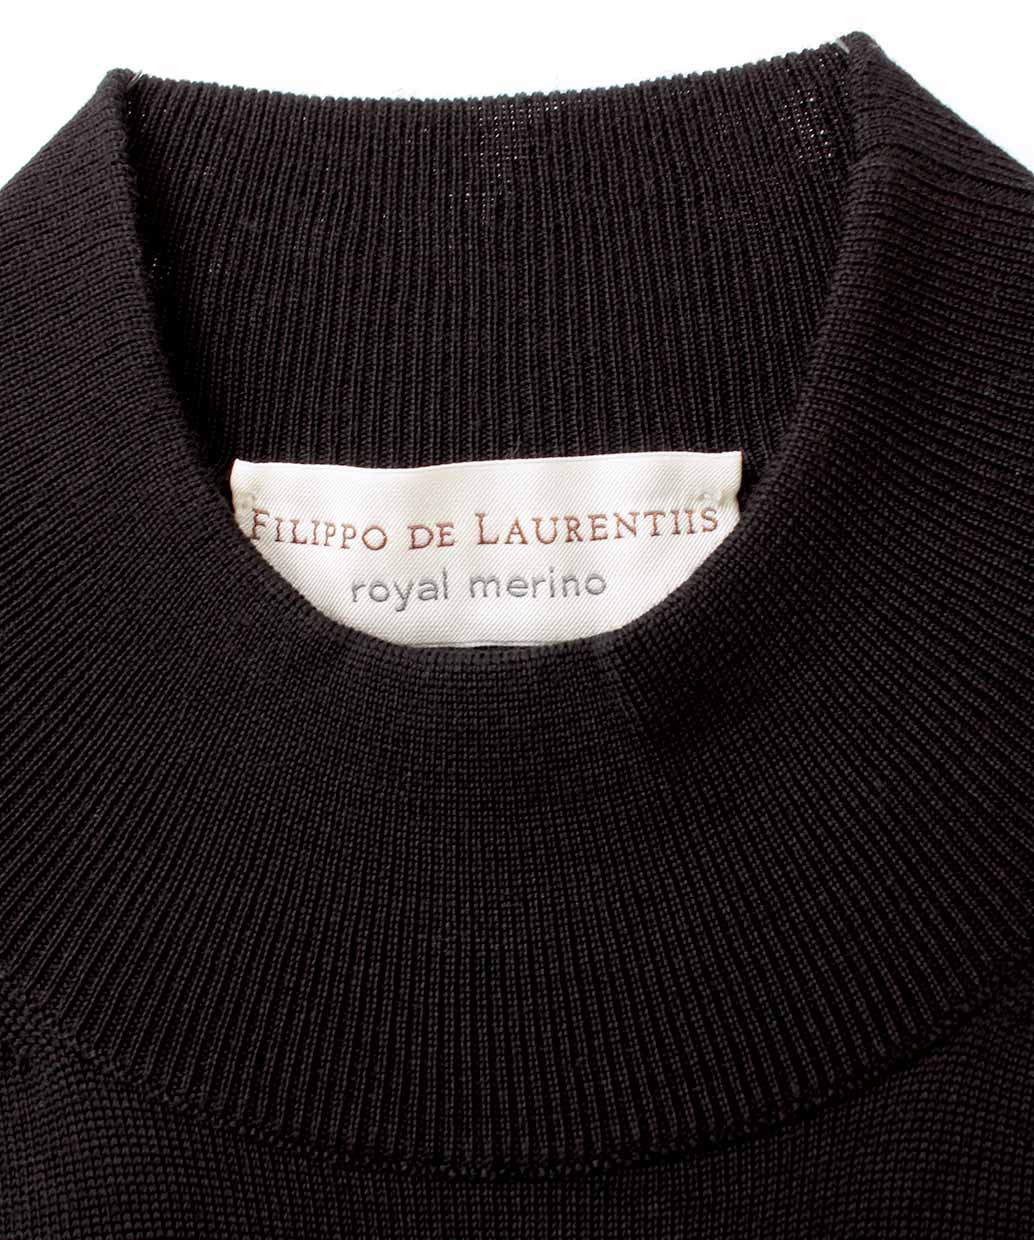 FILIPPO DE LAURENTIIS
royal merino